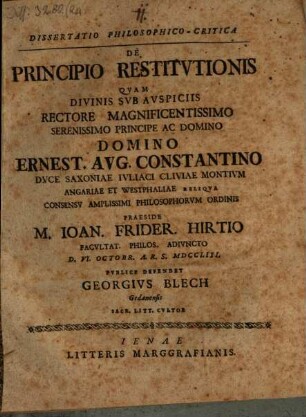 II.
DISSERTATIO PHILOSOPHICO-CRITICA
DE
PRINCIPIO RESTITVTIONIS
QVAM
DIVINIS SVB AVSPICIIS
RECTORE MAGNIFICENTISSIMO
SERENISSIMO PRINCIPE AC DOMINO
DOMINO
ERNEST. AVG. CONSTANTINO
DVCE SAXONIAE IVLIACI CLIVIAE MONTIVM
ANGARIAE ET WESTPHALIAE RELIQVA
CONSENSV AMPLISSIMI PHILOSOPHORVM ORDINIS
PRAESIDE
M. IOAN. FRIDER. HIRTIO
FACVLTAT. PHILOS. ADIVNCTO
D. VI. OCTOBR. A. R. S. MDCCLIII.
PVBLICE DEFENDET
GEORGIVS BLECH
Gedanensis
SACR. LITT. CVLTOR
IENAE
LITTERIS MARGGRAFIANIS.